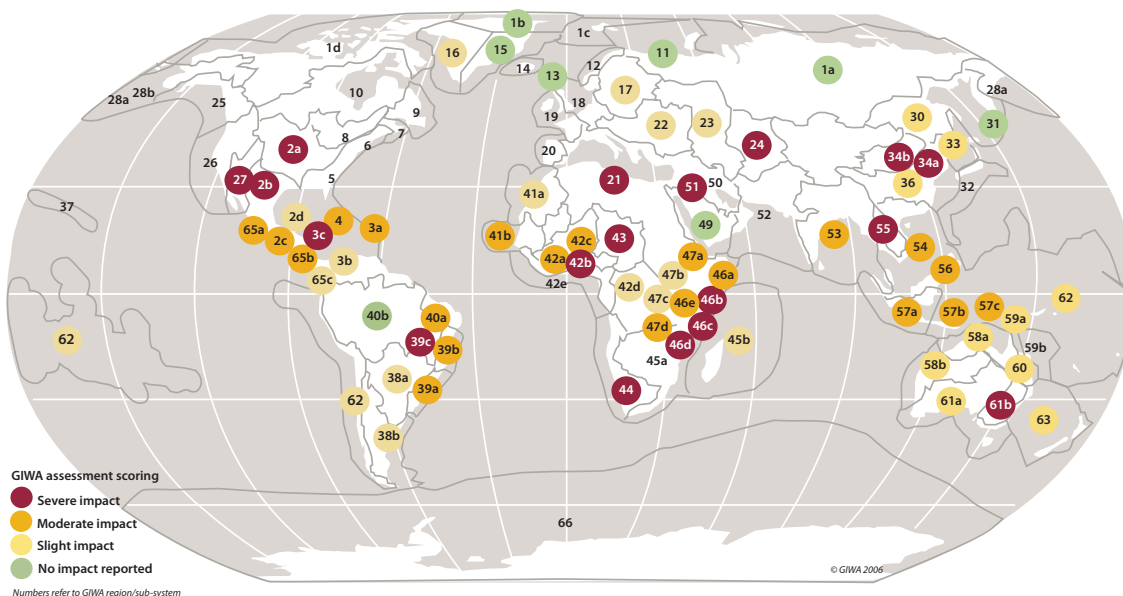 1b
1d
1c
16
15
14
13
12
11
1a
28a
28b
25
10
9
8
7
6
5
18
19
17
22
23
20
24
28a
30
31
33
34b
34a
36
32
26
2a
27
2b
37
65a
2d
2c
3c
4
3a
65b
3b
65c
41a
21
51
50
49
52
41b
42c
43
42a
42b
42e
42d
47a
47b
46a
47c
46e
46b
47d
46c
46d
45b
45a
44
53
55
54
56
57a
57b
57c
59a
62
58a
59b
58b
60
61a
61b
63
62
40b
40a
39c
39b
38a
39a
62
38b
66
GIWA assessment scoring
Severe impact
Moderate impact
Slight impact
No impact reported
Numbers refer to GIWA region/sub-system
© GIWA 2006